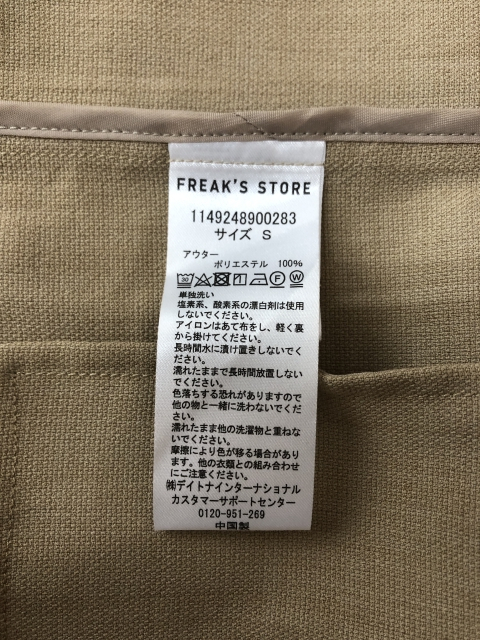 FREAK'S STORE
1149248900283
サイズ S
アウター
ポリエステル 100%
30 F W
単独洗い
塩素系、酸素系の漂白剤は使用
しないでください。
アイロンはあて布をし、軽く裏
から掛けてください。
長時間水に漬け置きしないでく
ださい。
濡れたままで長時間放置しない
でください。
色落ちする恐れがありますので
他の物と一緒に洗わないでくだ
さい。
濡れたまま他の洗濯物と重ねな
いでください。
摩擦により色が移る場合があり
ます。他の衣類との組み合わせ
にご注意ください。
㈱デイトナインターナショナル
カスタマーサポートセンター
0120-951-269
中国製